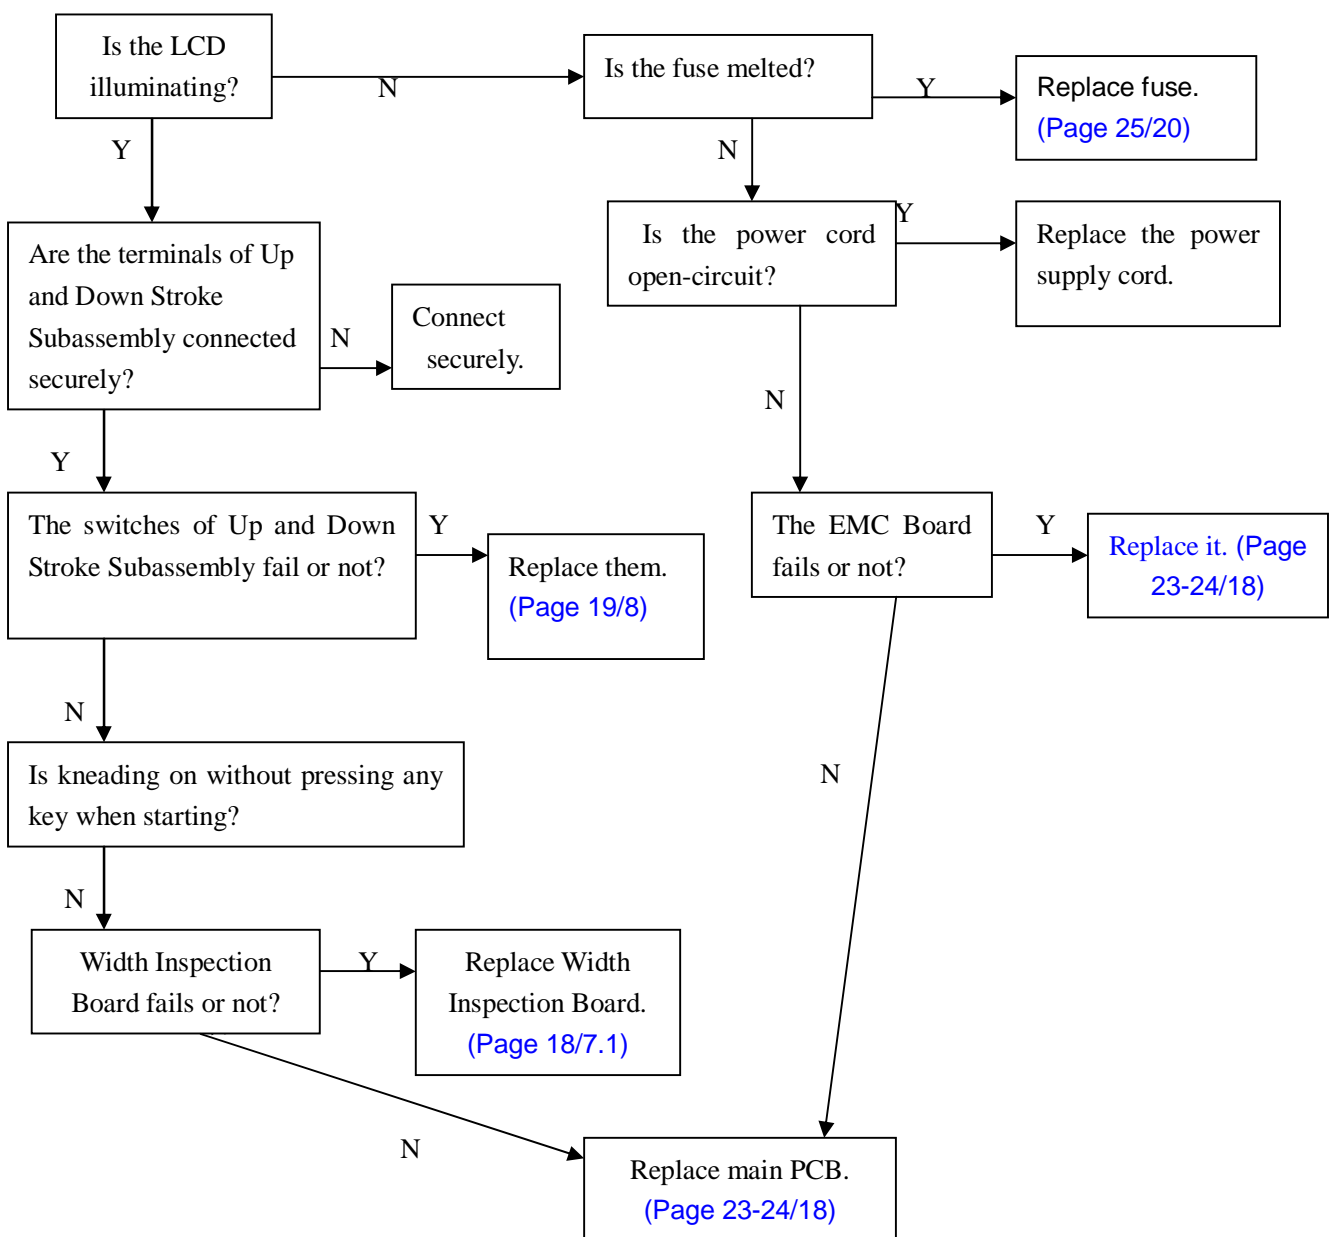 Is the LCD
illuminating?
N
Is the fuse melted?
Y
Replace fuse.
(Page 25/20)
Y
N
Is the power cord
open-circuit?
Y
Replace the power
supply cord.
Are the terminals of Up
and Down Stroke
Subassembly connected
securely?
N
Connect
securely.
N
Y
The switches of Up and Down
Stroke Subassembly fail or not?
Y
Replace them.
(Page 19/8)
The EMC Board
fails or not?
Y
Replace it. (Page
23-24/18)
N
Is kneading on without pressing any
key when starting?
N
N
Width Inspection
Board fails or not?
Y
Replace Width
Inspection Board.
(Page 18/7.1)
N
Replace main PCB.
(Page 23-24/18)